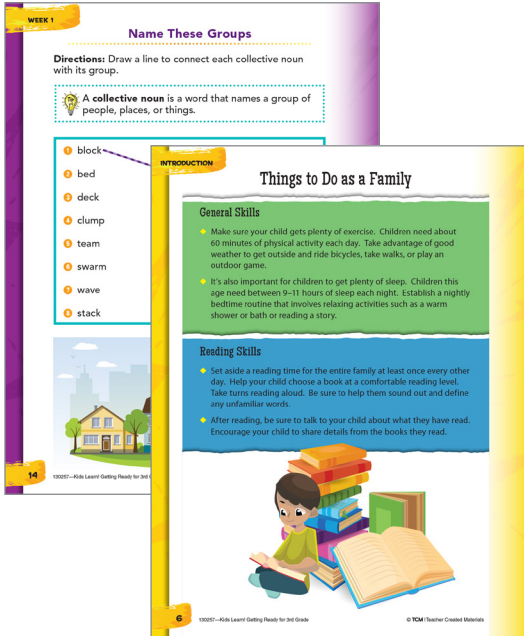 WEEK 1
Name These Groups
Directions: Draw a line to connect each collective noun
with its group.
A collective noun is a word that names a group of
people, places, or things.
1 block
2 bed
3 deck
4 clump
5 team
6 swarm
7 wave
8 stack
14
130257—Kids Learn! Getting Ready for 3rd
INTRODUCTION
Things to Do as a Family
General Skills
Make sure your child gets plenty of exercise. Children need about
60 minutes of physical activity each day. Take advantage of good
weather to get outside and ride bicycles, take walks, or play an
outdoor game.
It's also important for children to get plenty of sleep. Children this
age need between 9–11 hours of sleep each night. Establish a nightly
bedtime routine that involves relaxing activities such as a warm
shower or bath or reading a story.
Reading Skills
Set aside a reading time for the entire family at least once every other
day. Help your child choose a book at a comfortable reading level.
Take turns reading aloud. Be sure to help them sound out and define
any unfamiliar words.
After reading, be sure to talk to your child about what they have read.
Encourage your child to share details from the books they read.
6
130257—Kids Learn! Getting Ready for 3rd Grade
© TCM | Teacher Created Materials